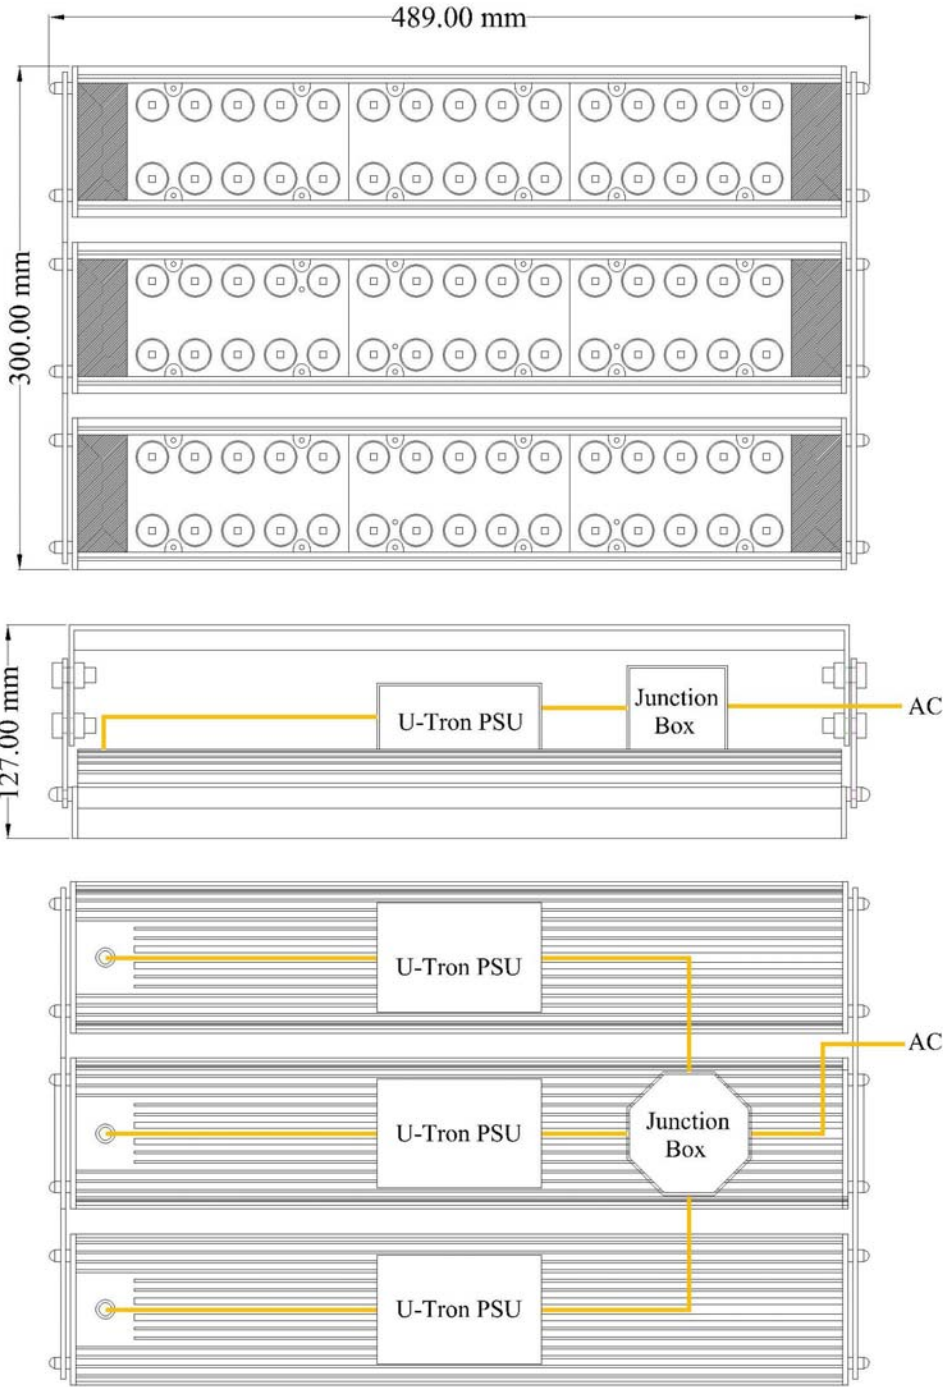 489.00 mm
300.00 mm
127.00 mm
U-Tron PSU
Junction
Box
AC
U-Tron PSU
AC
U-Tron PSU
Junction
Box
U-Tron PSU